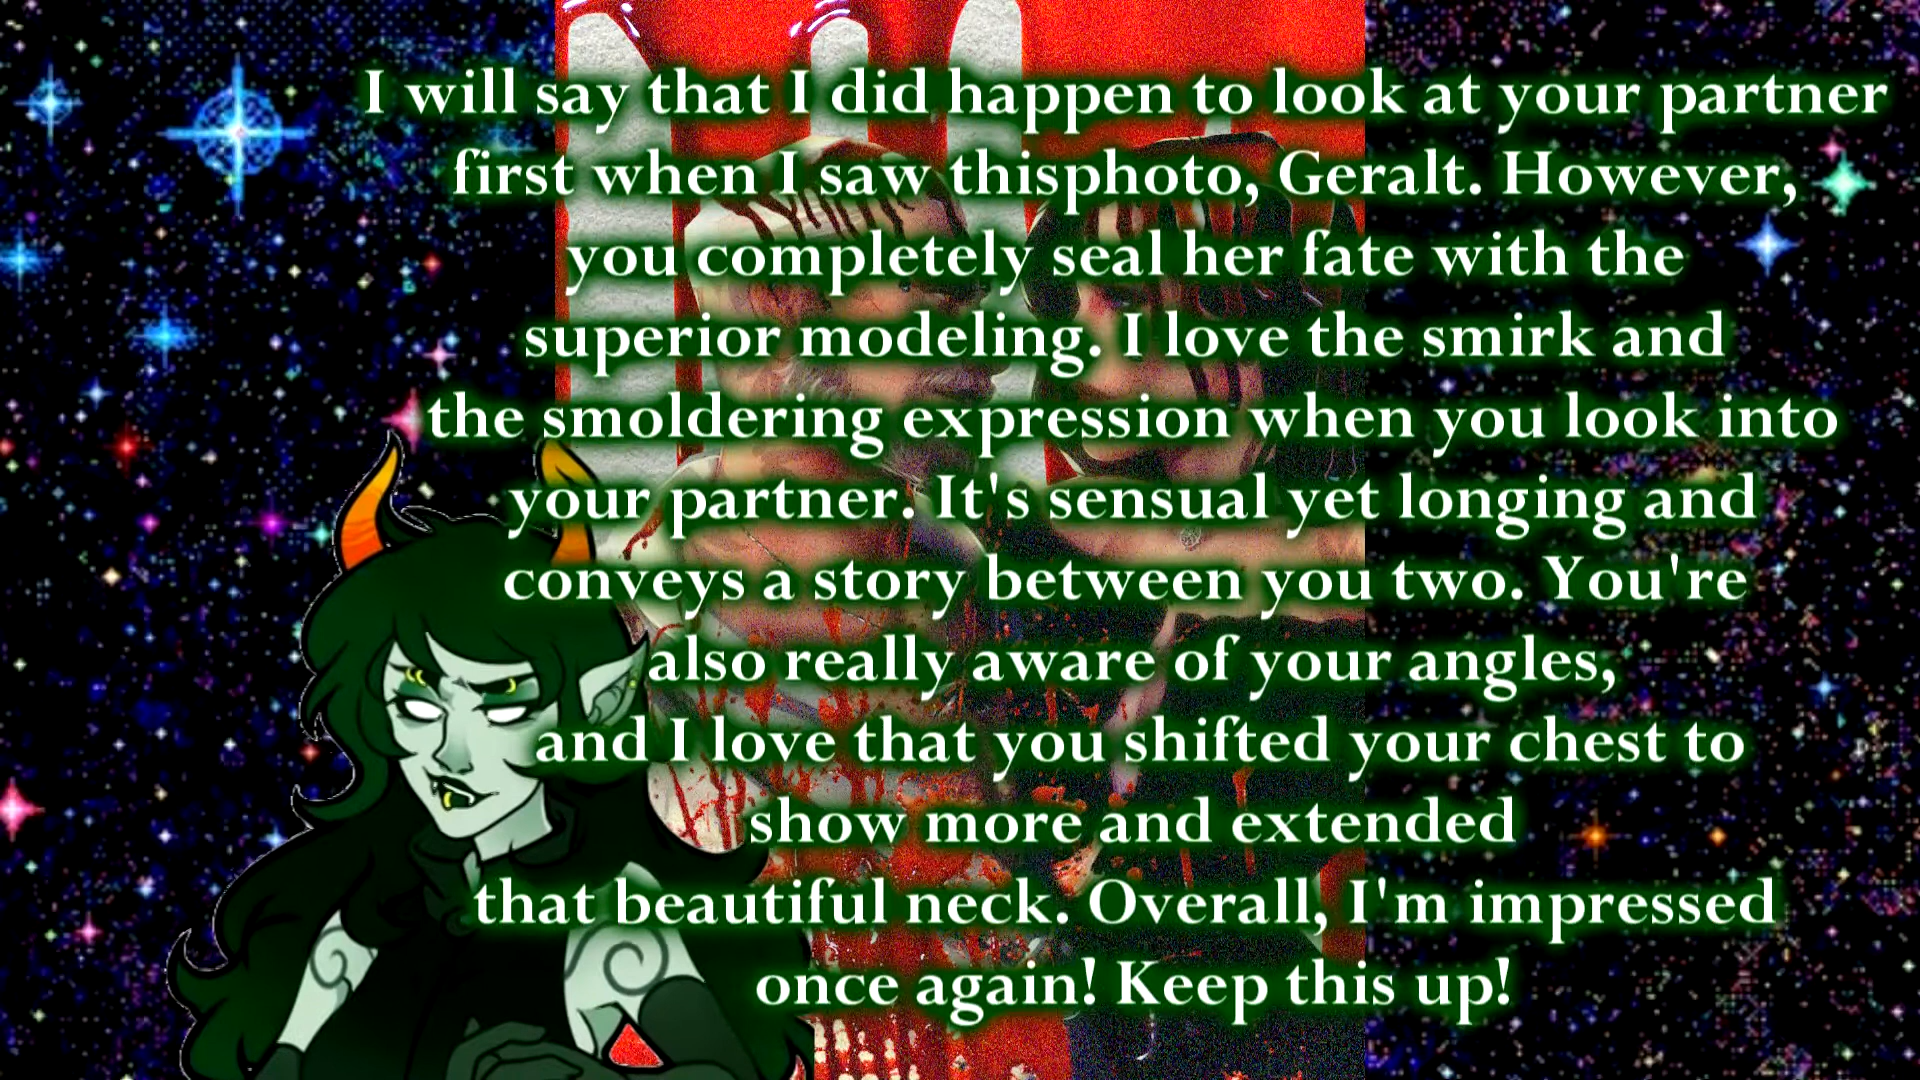 I will say that I did happen to look at your partner
first when I saw thisphoto, Geralt. However,
you completely seal her fate with the
superior modeling. I love the smirk and
the smoldering expression when you look into
your partner. It's sensual yet longing and
conveys a story between you two. You're
also really aware of your angles,
and I love that you shifted your chest to
show more and extended
that beautiful neck. Overall, I'm impressed
once again! Keep this up!